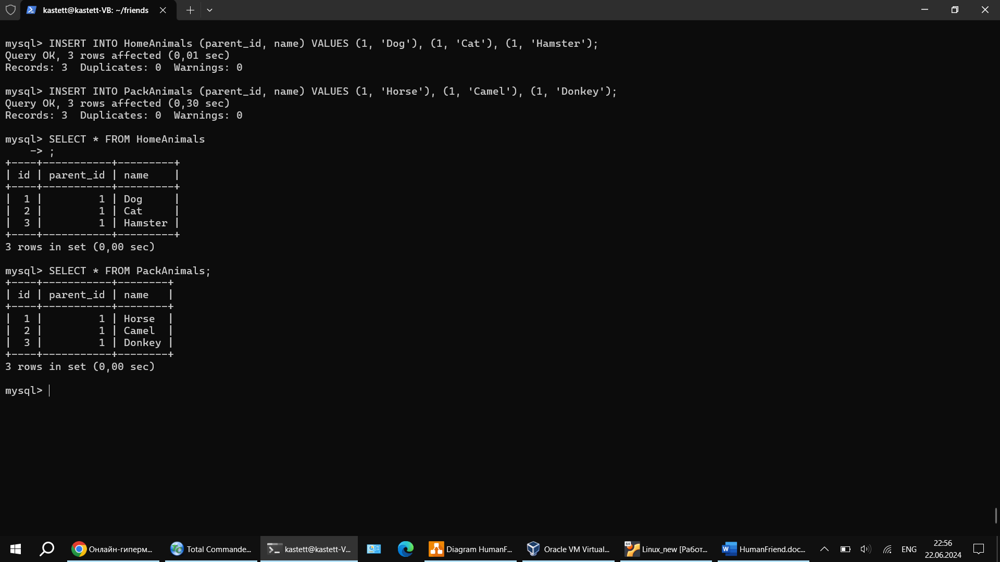 kastett@kastett-VB: ~/friends
mysql> INSERT INTO HomeAnimals (parent_id, name) VALUES (1, 'Dog'), (1, 'Cat'), (1, 'Hamster');
Query OK, 3 rows affected (0,01 sec)
Records: 3  Duplicates: 0  Warnings: 0
mysql> INSERT INTO PackAnimals (parent_id, name) VALUES (1, 'Horse'), (1, 'Camel'), (1, 'Donkey');
Query OK, 3 rows affected (0,30 sec)
Records: 3  Duplicates: 0  Warnings: 0
mysql> SELECT * FROM HomeAnimals
    -> ;
+----+-----------+---------+
| id | parent_id | name    |
+----+-----------+---------+
|  1 |         1 | Dog     |
|  2 |         1 | Cat     |
|  3 |         1 | Hamster |
+----+-----------+---------+
3 rows in set (0,00 sec)
mysql> SELECT * FROM PackAnimals;
+----+-----------+--------+
| id | parent_id | name   |
+----+-----------+--------+
|  1 |         1 | Horse  |
|  2 |         1 | Camel  |
|  3 |         1 | Donkey |
+----+-----------+--------+
3 rows in set (0,00 sec)
mysql>
Онлайн-гиперм... Total Commande... kastett@kastett-V... Diagram HumanF... Oracle VM Virtual... 64 Linux_new [Работ... W HumanFriend.doc... ENG 22:56
22.06.2024